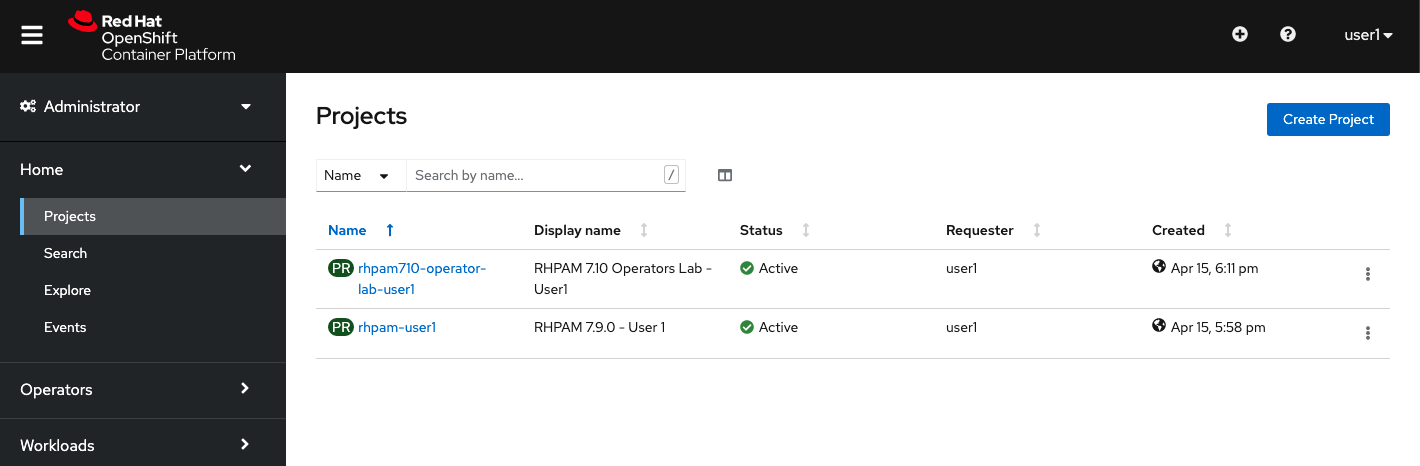 Red Hat
OpenShift
Container Platform
user1
Administrator
Home
Projects
Search
Explore
Events
Operators
Workloads
Projects
Create Project
Name
Search by name...
/
Name
Display name
Status
Requester
Created
PR rhpam710-operator-
lab-user1
RHPAM 7.10 Operators Lab -
User1
Active
user1
Apr 15, 6:11 pm
PR rhpam-user1
RHPAM 7.9.0 - User 1
Active
user1
Apr 15, 5:58 pm